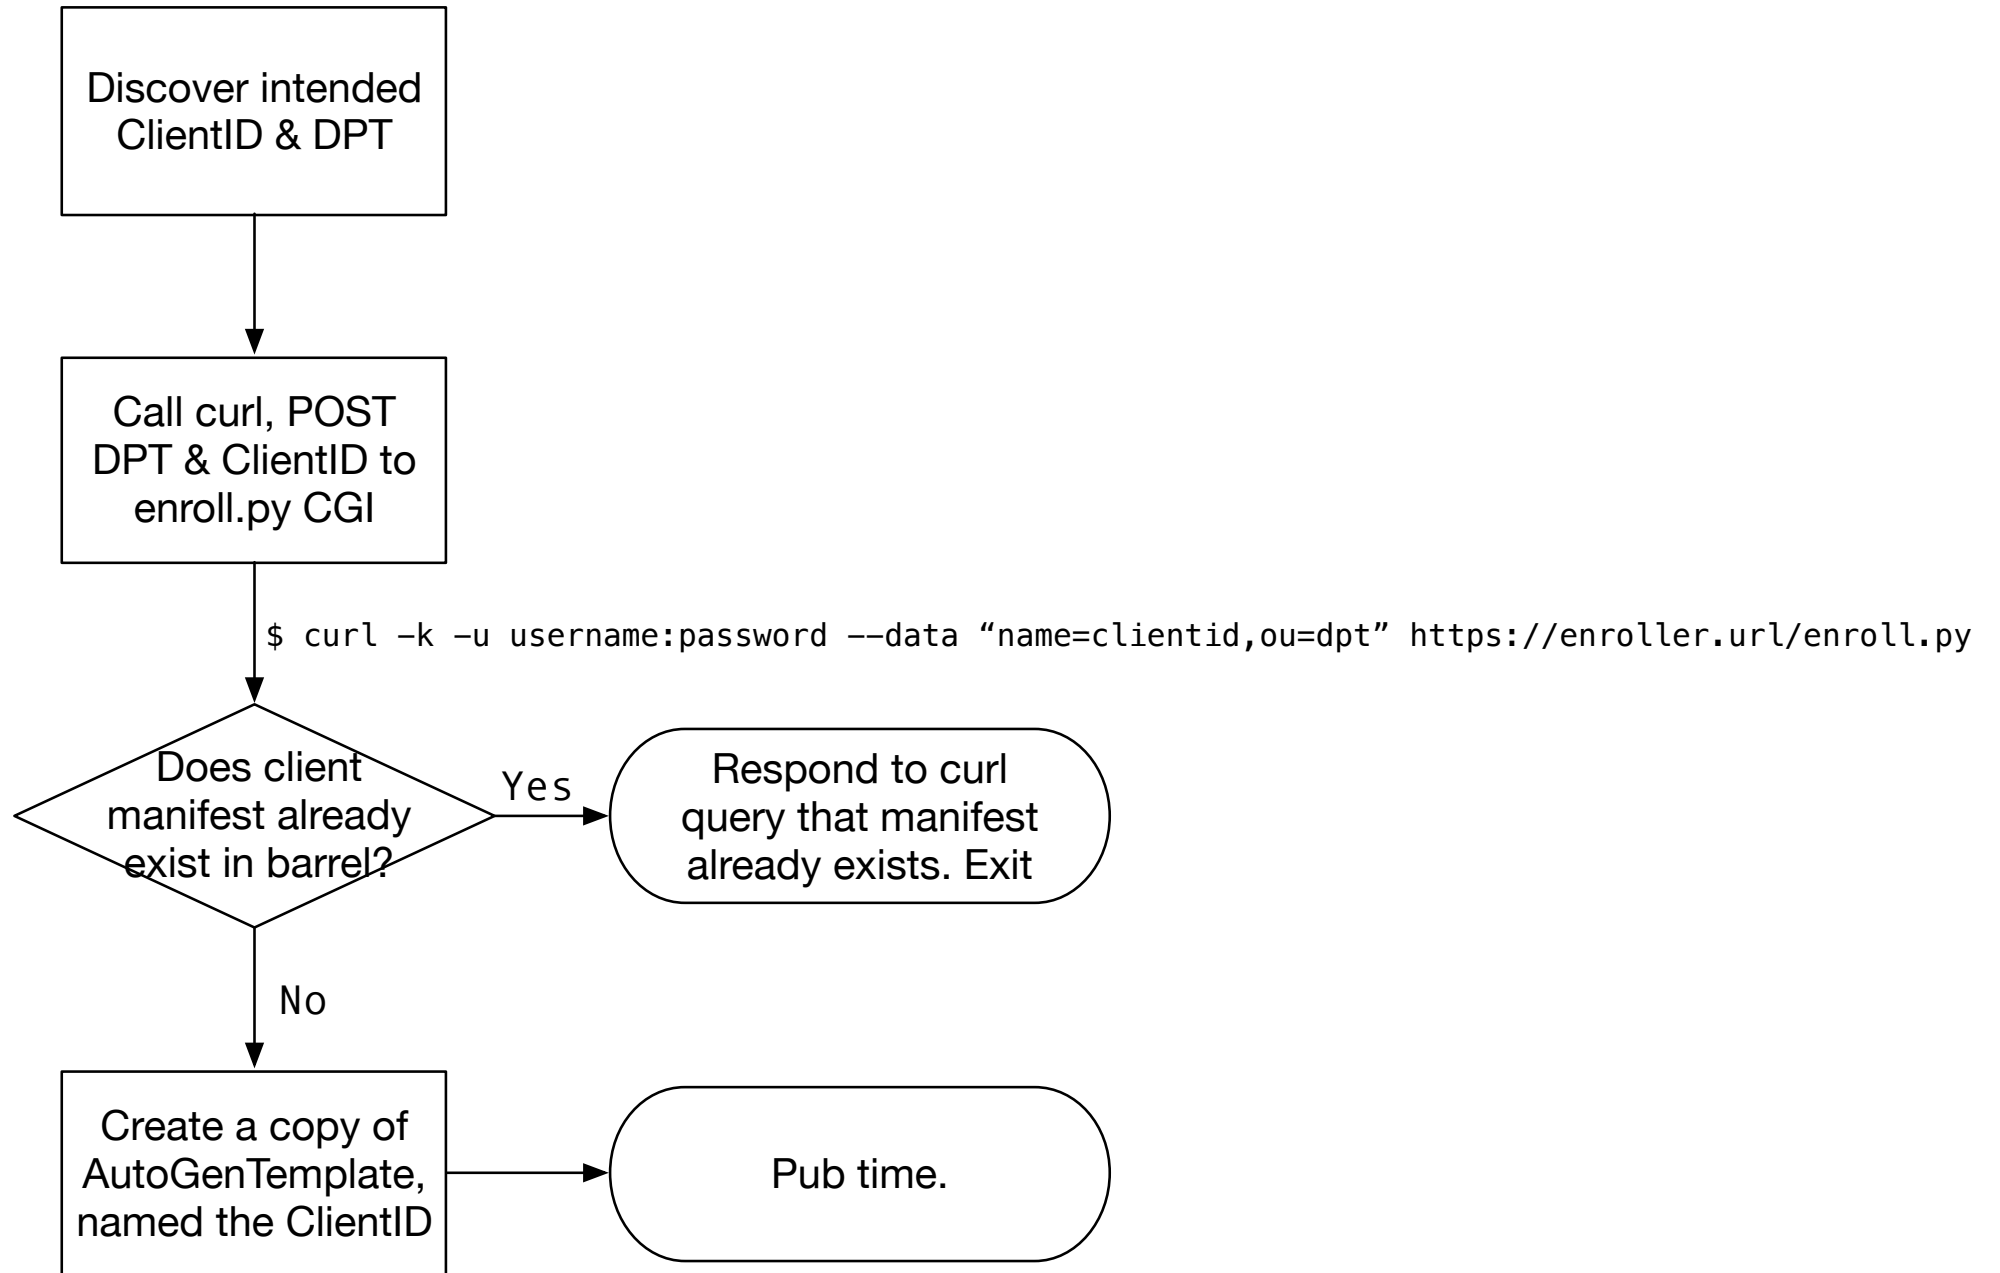 Discover intended
ClientID & DPT
Call curl, POST
DPT & ClientID to
enroll.py CGI
$ curl –k –u username:password ––data “name=clientid,ou=dpt” https://enroller.url/enroll.py
Does client
manifest already
exist in barrel?
Yes
Respond to curl
query that manifest
already exists. Exit
No
Create a copy of
AutoGenTemplate,
named the ClientID
Pub time.